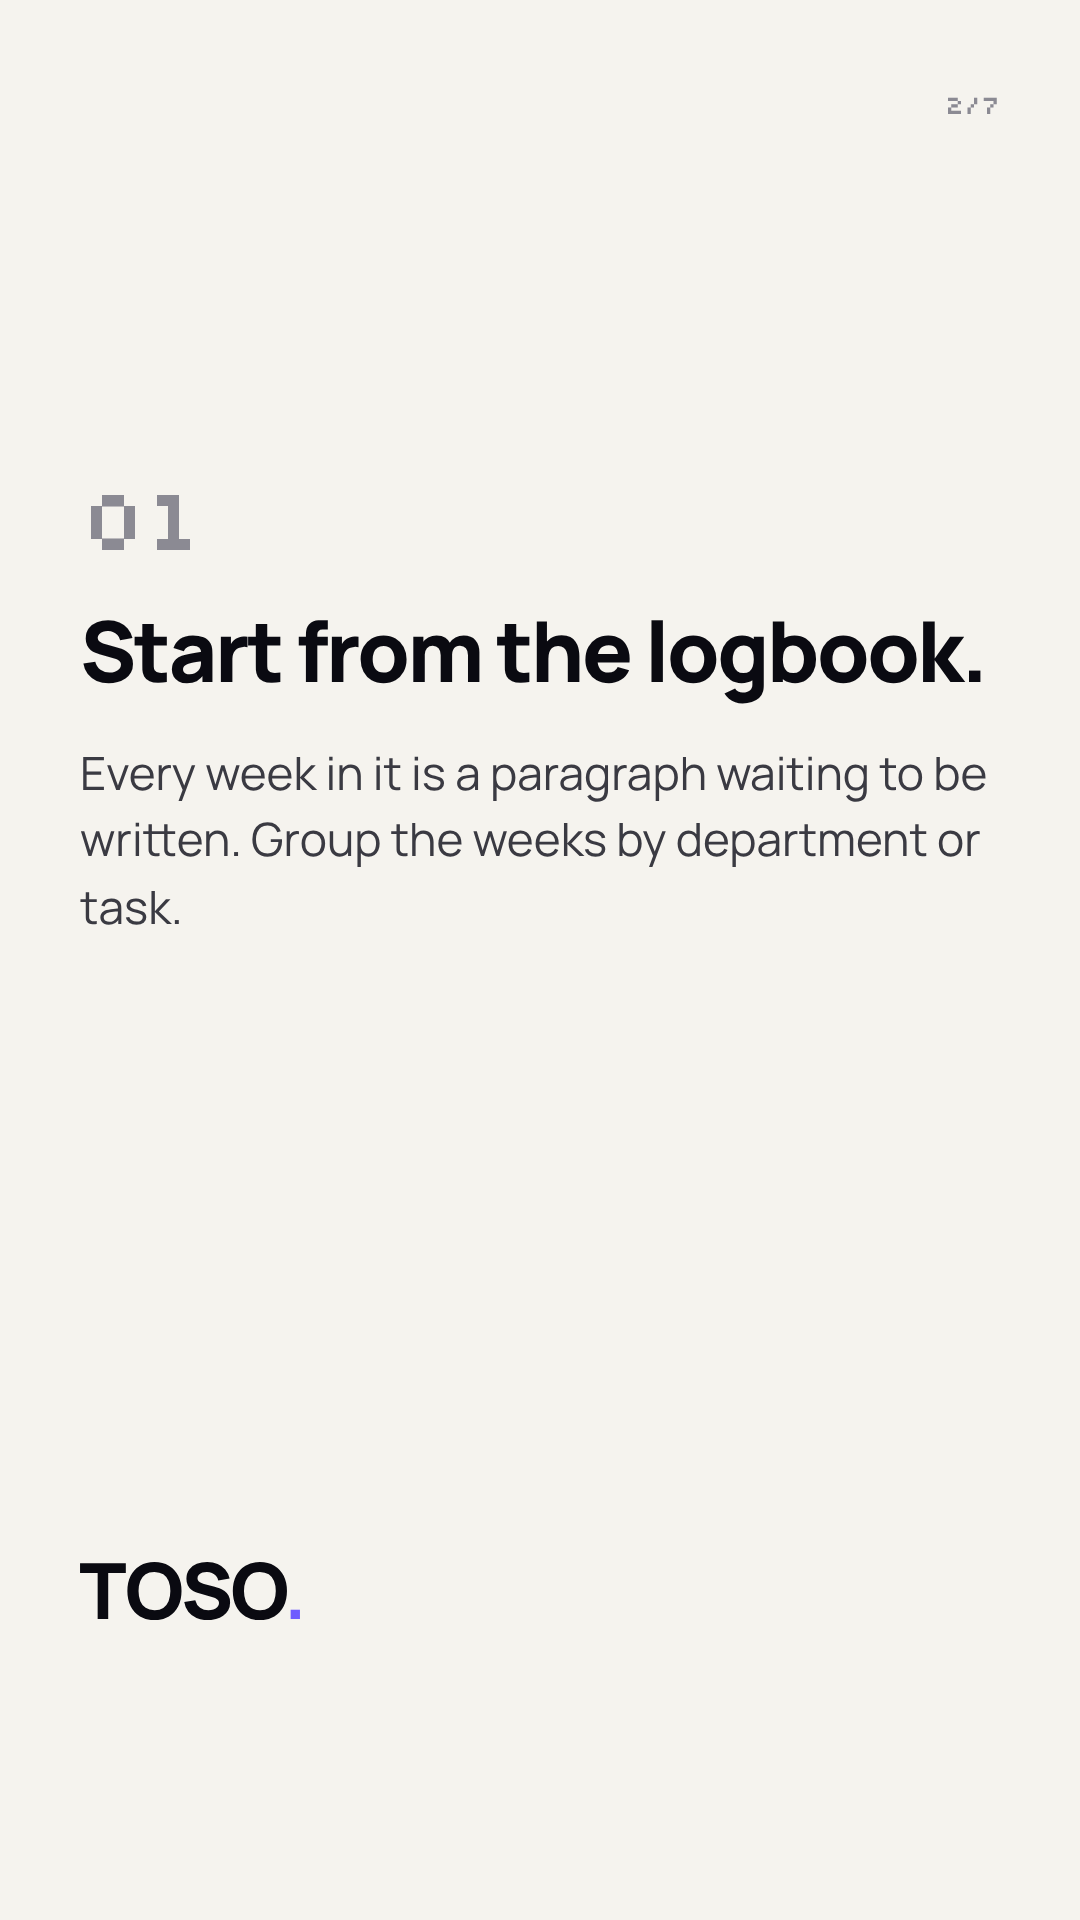 2/7
01
Start from the logbook.
Every week in it is a paragraph waiting to be
written. Group the weeks by department or
task.
TOSO.